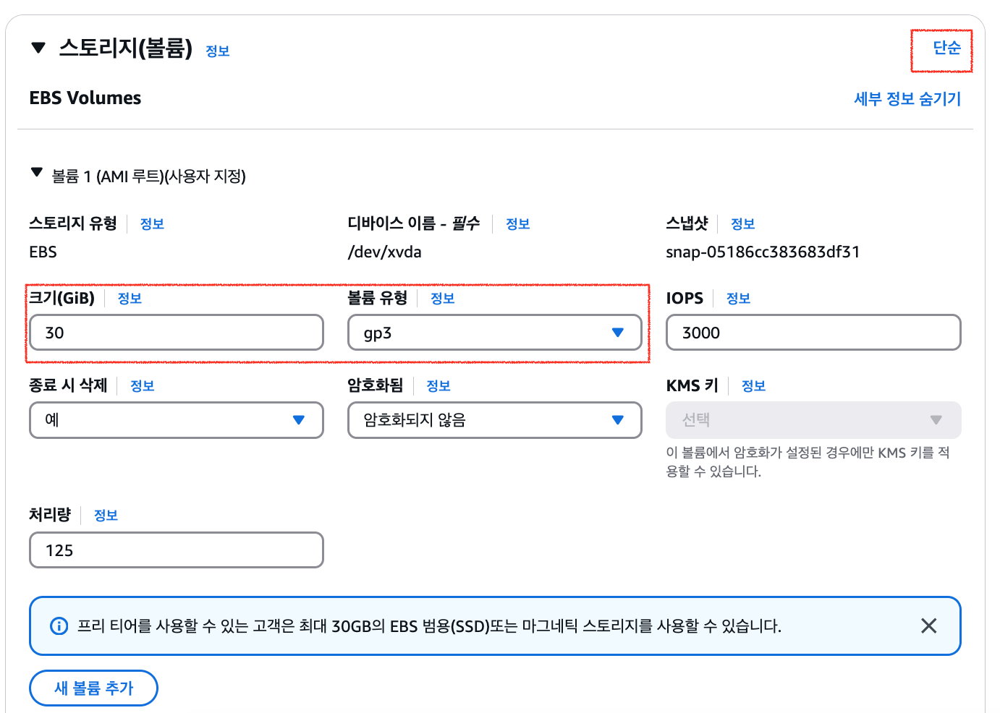 스토리지(볼륨) 정보 단순
EBS Volumes 세부 정보 숨기기
볼륨 1 (AMI 루트)(사용자 지정)
스토리지 유형 정보 디바이스 이름 - 필수 정보 스냅샷 정보
EBS /dev/xvda snap-05186cc383683df31
크기(GiB) 정보 볼륨 유형 정보 IOPS 정보
30 gp3 3000
종료 시 삭제 정보 암호화됨 정보 KMS 키 정보
예 암호화되지 않음 선택
이 볼륨에서 암호화가 설정된 경우에만 KMS 키를 적
용할 수 있습니다.
처리량 정보
125
프리 티어를 사용할 수 있는 고객은 최대 30GB의 EBS 범용(SSD)또는 마그네틱 스토리지를 사용할 수 있습니다.
새 볼륨 추가